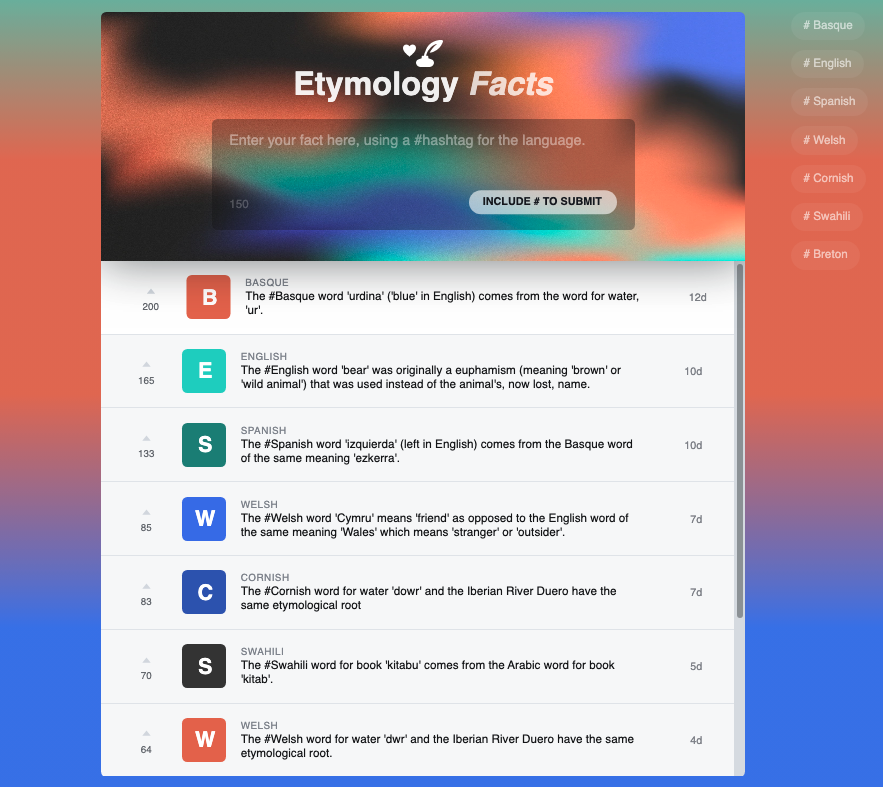 Etymology Facts
Enter your fact here, using a #hashtag for the language.
150
INCLUDE # TO SUBMIT
# Basque
# English
# Spanish
# Welsh
# Cornish
# Swahili
# Breton
200
B
BASQUE
The #Basque word 'urdina' ('blue' in English) comes from the word for water,
'ur'.
12d
165
E
ENGLISH
The #English word 'bear' was originally a euphamism (meaning 'brown' or
'wild animal') that was used instead of the animal's, now lost, name.
10d
133
S
SPANISH
The #Spanish word 'izquierda' (left in English) comes from the Basque word
of the same meaning 'ezkerra'.
10d
85
W
WELSH
The #Welsh word 'Cymru' means 'friend' as opposed to the English word of
the same meaning 'Wales' which means 'stranger' or 'outsider'.
7d
83
C
CORNISH
The #Cornish word for water 'dowr' and the Iberian River Duero have the
same etymological root
7d
70
S
SWAHILI
The #Swahili word for book 'kitabu' comes from the Arabic word for book
'kitab'.
5d
64
W
WELSH
The #Welsh word for water 'dwr' and the Iberian River Duero have the same
etymological root.
4d